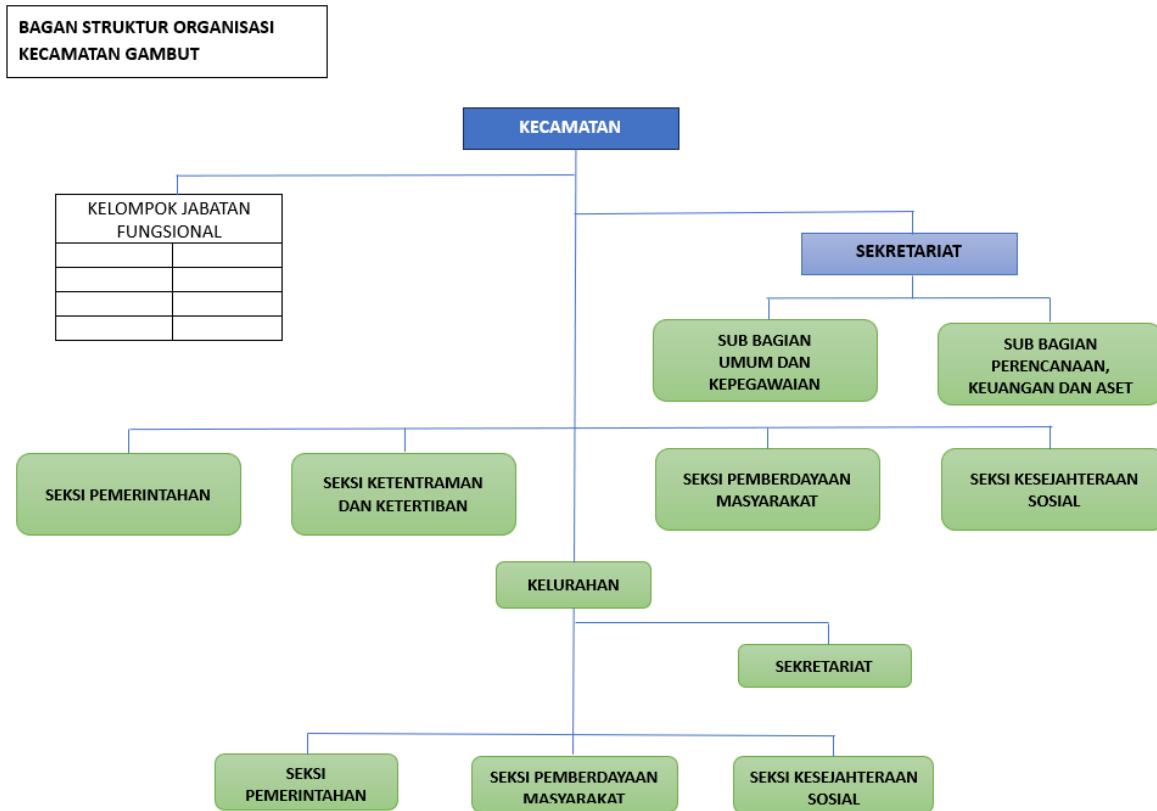 BAGAN STRUKTUR ORGANISASI
KECAMATAN GAMBUT
KECAMATAN
KELOMPOK JABATAN
FUNGSIONAL
SEKRETARIAT
SUB BAGIAN
UMUM DAN
KEPEGAWAIAN
SUB BAGIAN
PERENCANAAN,
KEUANGAN DAN ASET
SEKSI PEMERINTAHAN
SEKSI KETENTRAMAN
DAN KETERTIBAN
SEKSI PEMBERDAYAAN
MASYARAKAT
SEKSI KESEJAHTERAAN
SOSIAL
KELURAHAN
SEKRETARIAT
SEKSI
PEMERINTAHAN
SEKSI PEMBERDAYAAN
MASYARAKAT
SEKSI KESEJAHTERAAN
SOSIAL